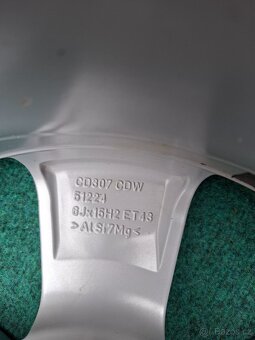 CD307 CDW
51224
6Jx15H2 ET43
>AlSi7Mg<